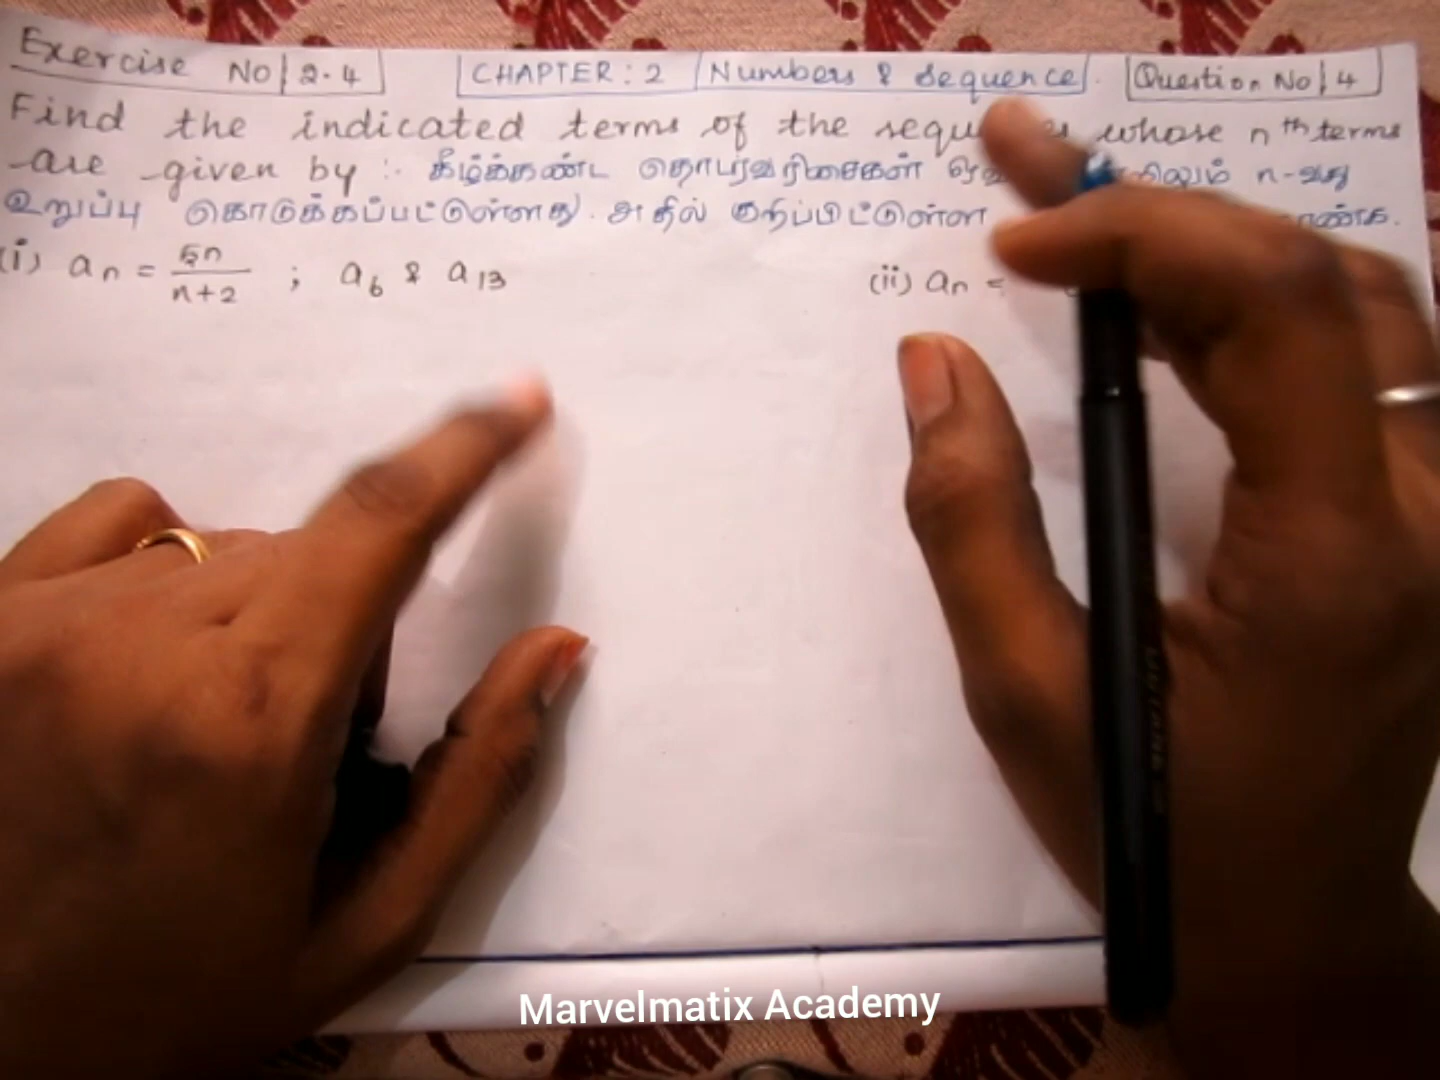 Exercise No | 2.4 CHAPTER : 2 | Numbers & Sequence. Question No | 4
Find the indicated terms of the whose nth terms
are given by :- கீழ்க்கண்ட தொடர்வரிசைகள் n-வது
உறுப்பு கொடுக்கப்பட்டுள்ளது. அதில் குறிப்பிட்டுள்ள
(i) an = 5n/n+2 ; a6 & a13 (ii) an =
Marvelmatix Academy